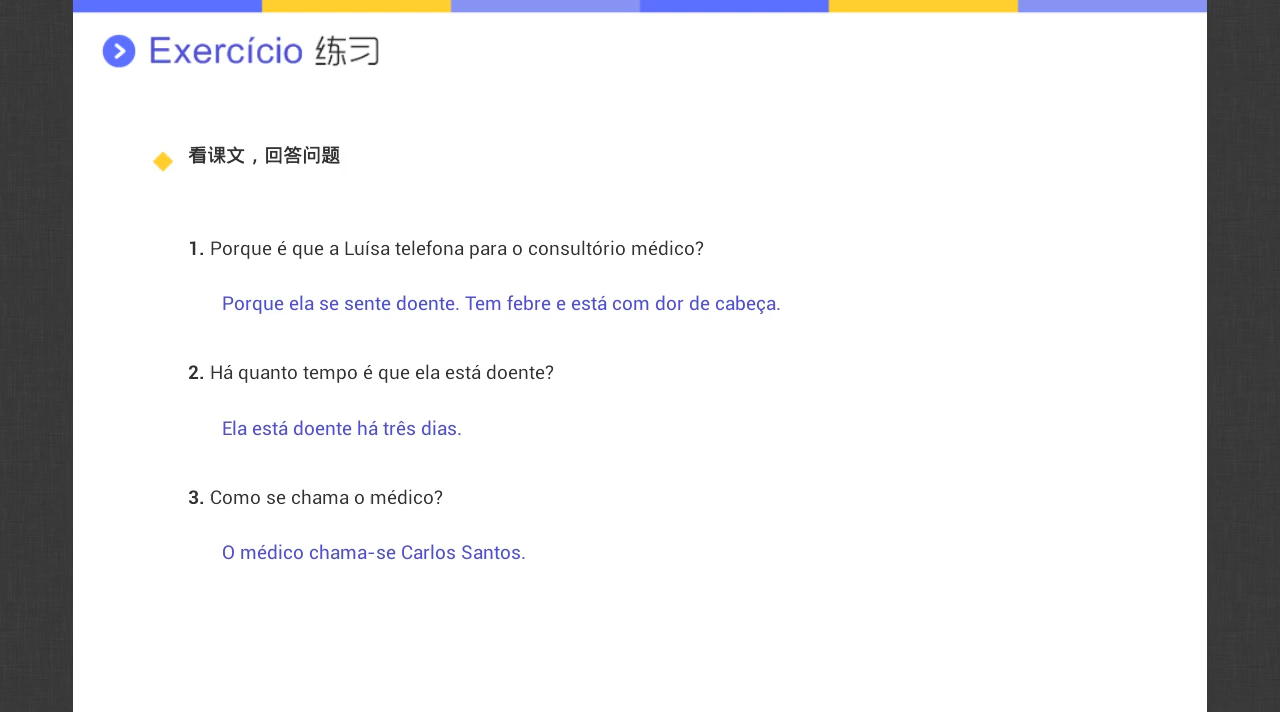 Exercício 练习
看课文，回答问题
1. Porque é que a Luísa telefona para o consultório médico?
Porque ela se sente doente. Tem febre e está com dor de cabeça.
2. Há quanto tempo é que ela está doente?
Ela está doente há três dias.
3. Como se chama o médico?
O médico chama-se Carlos Santos.